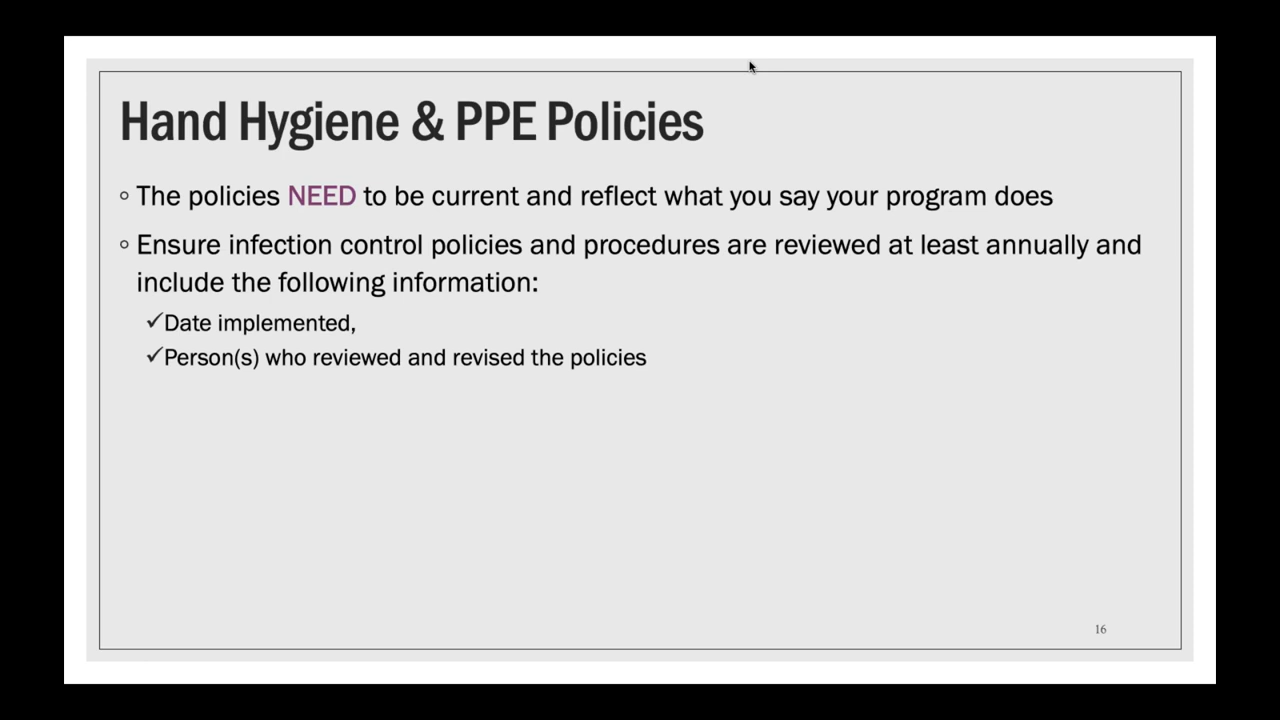 Hand Hygiene & PPE Policies
◦ The policies NEED to be current and reflect what you say your program does
◦ Ensure infection control policies and procedures are reviewed at least annually and
include the following information:
✓Date implemented,
✓Person(s) who reviewed and revised the policies
16